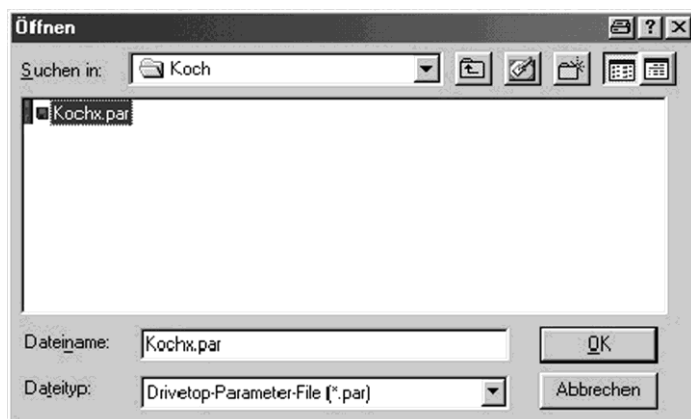 Öffnen
Suchen in: Koch
Kochx.par
Dateiname: Kochx.par OK
Dateityp: Drivetop-Parameter-File (*.par) Abbrechen